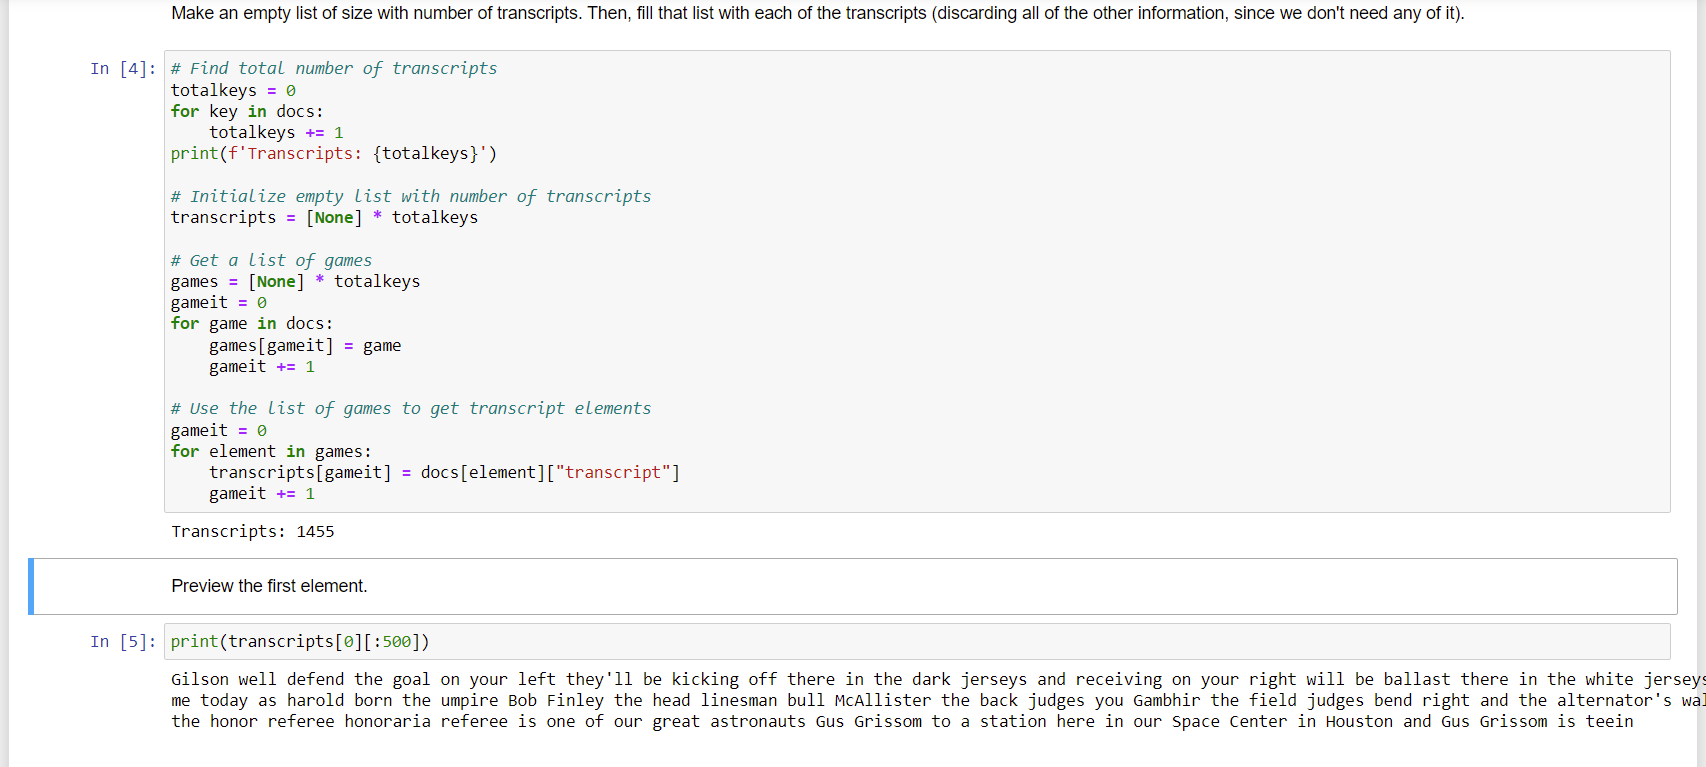 Make an empty list of size with number of transcripts. Then, fill that list with each of the transcripts (discarding all of the other information, since we don't need any of it).
In [4]:
# Find total number of transcripts
totalkeys = 0
for key in docs:
    totalkeys += 1
print(f'Transcripts: {totalkeys}')
# Initialize empty list with number of transcripts
transcripts = [None] * totalkeys
# Get a list of games
games = [None] * totalkeys
gameit = 0
for game in docs:
    games[gameit] = game
    gameit += 1
# Use the list of games to get transcript elements
gameit = 0
for element in games:
    transcripts[gameit] = docs[element]["transcript"]
    gameit += 1
Transcripts: 1455
Preview the first element.
In [5]: print(transcripts[0][:500])
Gilson well defend the goal on your left they'll be kicking off there in the dark jerseys and receiving on your right will be ballast there in the white jerseys
me today as harold born the umpire Bob Finley the head linesman bull McAllister the back judges you Gambhir the field judges bend right and the alternator's
the honor referee honoraria referee is one of our great astronauts Gus Grissom to a station here in our Space Center in Houston and Gus Grissom is teein